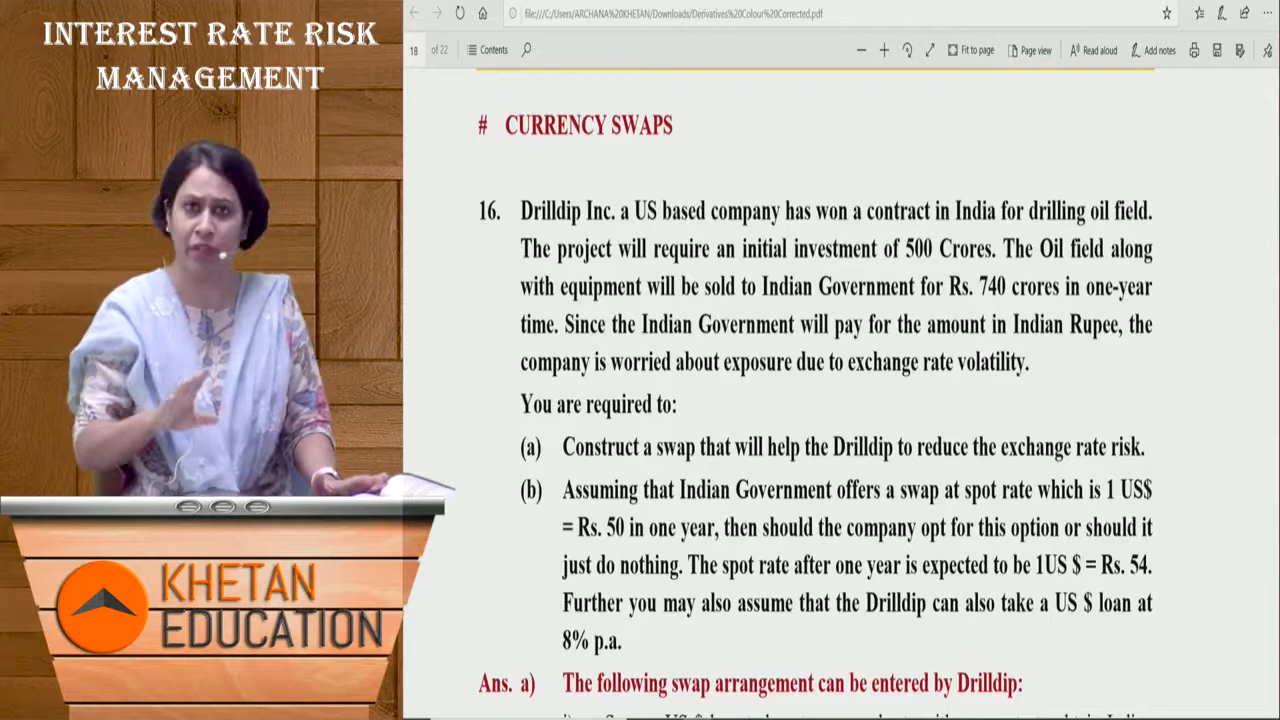 INTEREST RATE RISK
MANAGEMENT
file:///C:/Users/ARCHANA%20KHETAN/Downloads/Derivatives%20Colour%20Corrected.pdf
18 of 22 Contents Fit to page Page view Read aloud Add notes
# CURRENCY SWAPS
16. Drilldip Inc. a US based company has won a contract in India for drilling oil field.
The project will require an initial investment of 500 Crores. The Oil field along
with equipment will be sold to Indian Government for Rs. 740 crores in one-year
time. Since the Indian Government will pay for the amount in Indian Rupee, the
company is worried about exposure due to exchange rate volatility.
You are required to:
(a) Construct a swap that will help the Drilldip to reduce the exchange rate risk.
(b) Assuming that Indian Government offers a swap at spot rate which is 1 US$
= Rs. 50 in one year, then should the company opt for this option or should it
just do nothing. The spot rate after one year is expected to be 1US $ = Rs. 54.
Further you may also assume that the Drilldip can also take a US $ loan at
8% p.a.
Ans. a) The following swap arrangement can be entered by Drilldip:
KHETAN
EDUCATION